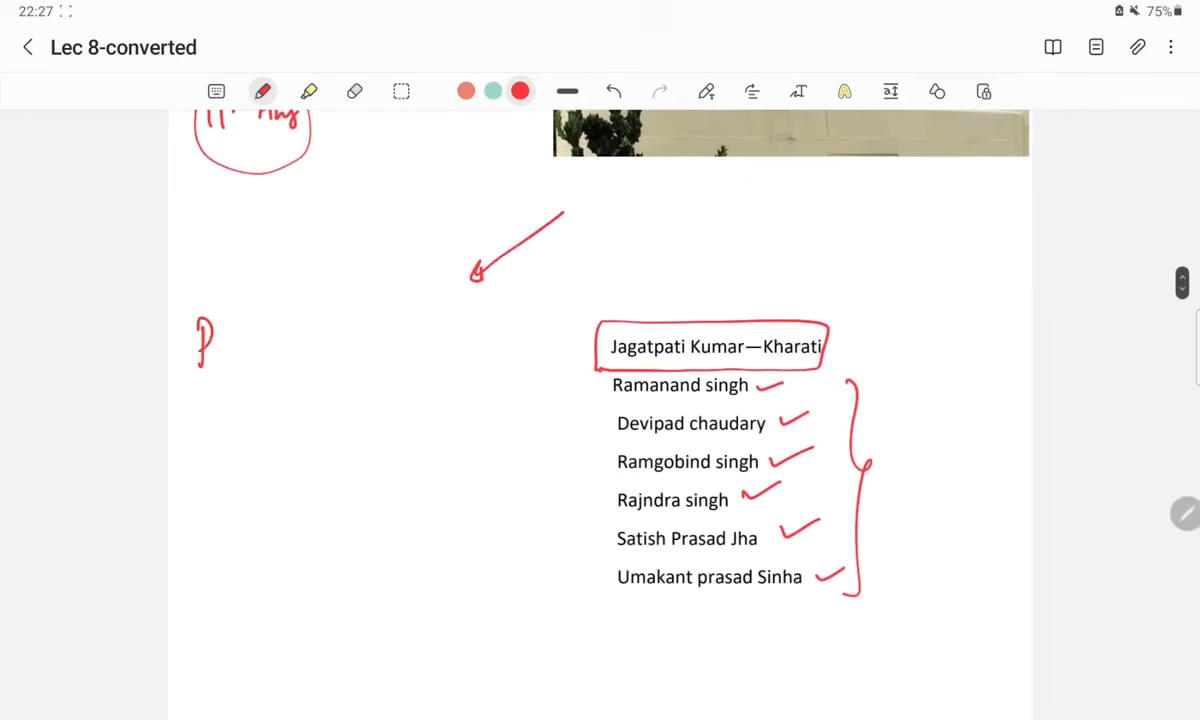 22:27
75%
Lec 8-converted
ring
P
Jagatpati Kumar—Kharati
Ramanand singh
Devipad chaudary
Ramgobind singh
Rajndra singh
Satish Prasad Jha
Umakant prasad Sinha